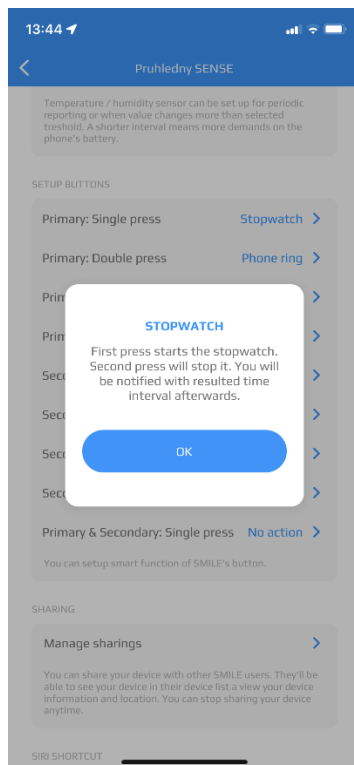 13:44
Pruhledny SENSE
Temperature / humidity sensor can be set up for periodic
reporting or when value changes more than selected
treshold. A shorter interval means more demands on the
phone's battery.
SETUP BUTTONS
Primary: Single press Stopwatch
Primary: Double press Phone ring
Prim
Prim
Seco
Seco
Seco
Seco
STOPWATCH
First press starts the stopwatch.
Second press will stop it. You will
be notified with resulted time
interval afterwards.
OK
Primary & Secondary: Single press No action
You can setup smart function of SMILE's button.
SHARING
Manage sharings
You can share your device with other SMILE users. They'll be
able to see your device in their device list a view your device
information and location. You can stop sharing your device
anytime.
SIRI SHORTCUT